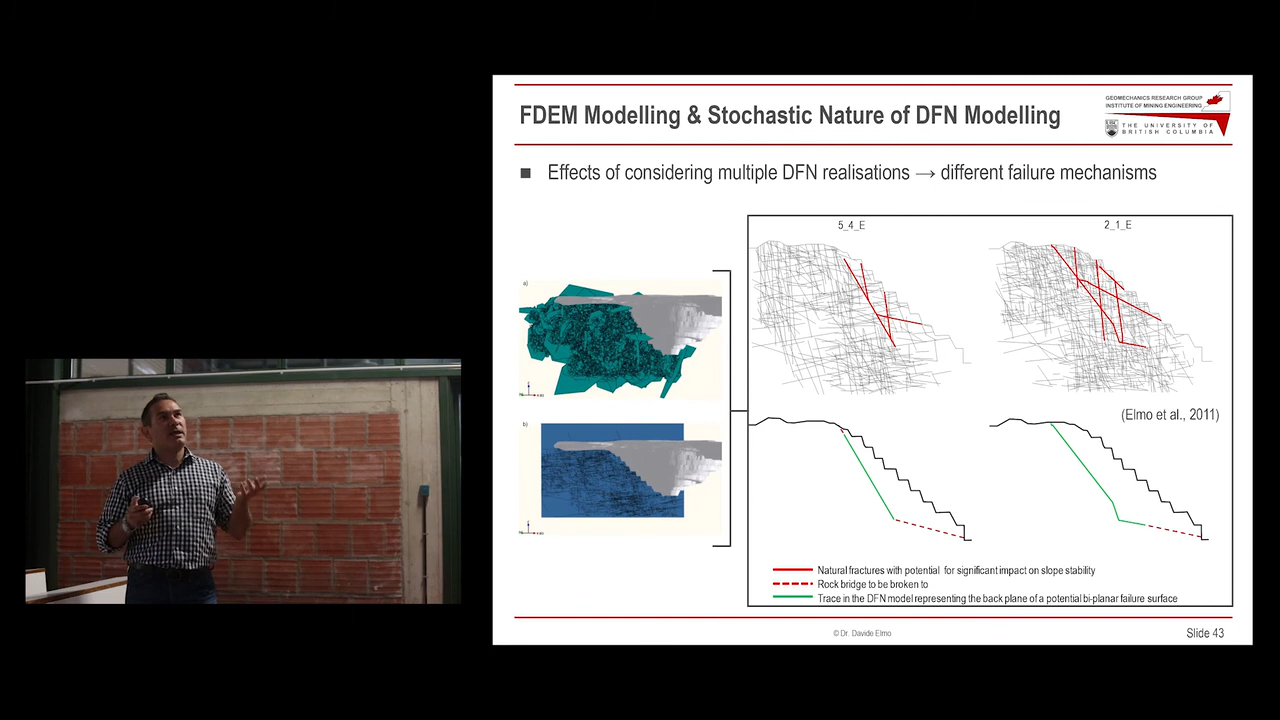 FDEM Modelling & Stochastic Nature of DFN Modelling
GEOMECHANICS RESEARCH GROUP
INSTITUTE OF MINING ENGINEERING
THE UNIVERSITY OF
BRITISH COLUMBIA
■ Effects of considering multiple DFN realisations → different failure mechanisms
5_4_E
2_1_E
a)
b)
(Elmo et al., 2011)
Natural fractures with potential for significant impact on slope stability
Rock bridge to be broken to
Trace in the DFN model representing the back plane of a potential bi-planar failure surface
© Dr. Davide Elmo
Slide 43